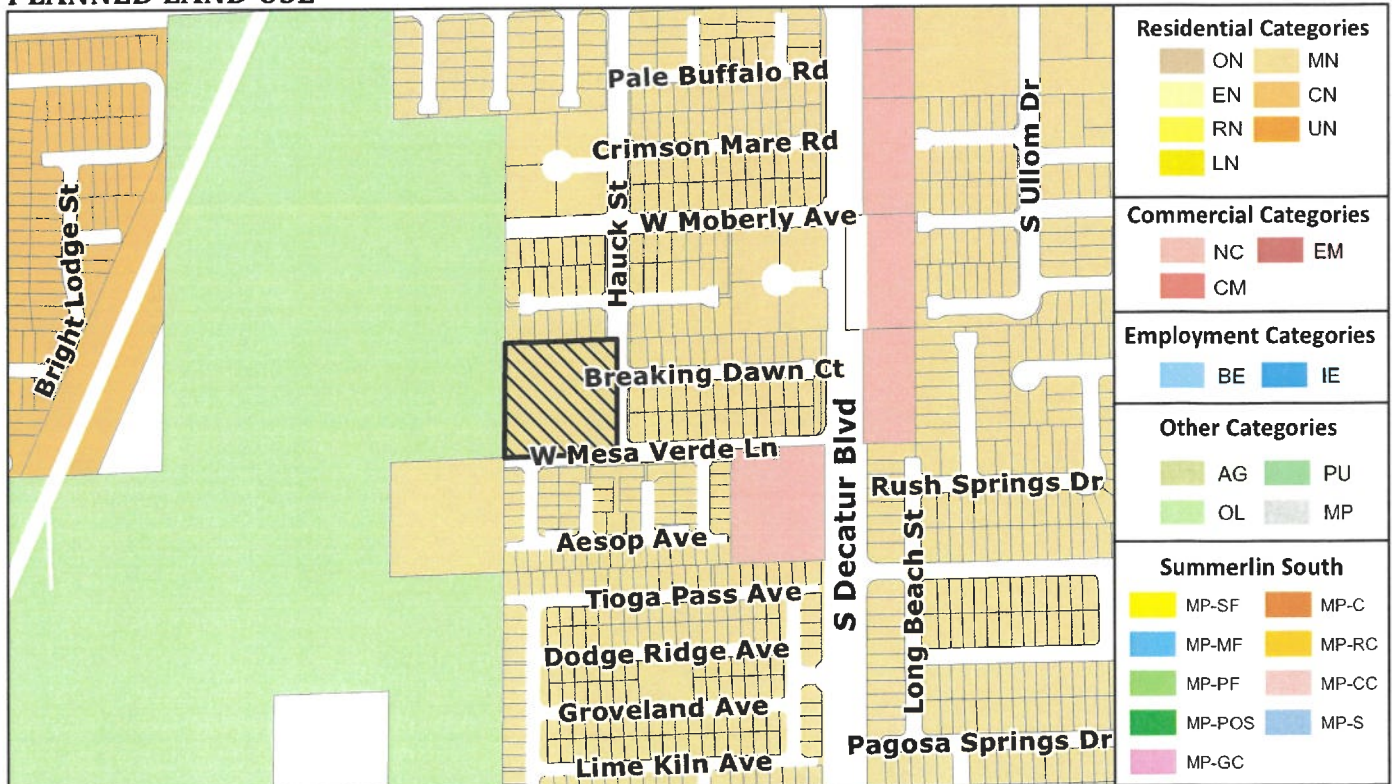 PLANNED LAND USE
Pale Buffalo Rd
Crimson Mare Rd
W Moberly Ave
Hauck St
Bright Lodge St
S Ullom Dr
Breaking Dawn Ct
W Mesa Verde Ln
S Decatur Blvd
Rush Springs Dr
Aesop Ave
Long Beach St
Tioga Pass Ave
Dodge Ridge Ave
Groveland Ave
Pagosa Springs Dr
Lime Kiln Ave
Residential Categories
ON MN
EN CN
RN UN
LN
Commercial Categories
NC EM
CM
Employment Categories
BE IE
Other Categories
AG PU
OL MP
Summerlin South
MP-SF MP-C
MP-MF MP-RC
MP-PF MP-CC
MP-POS MP-S
MP-GC